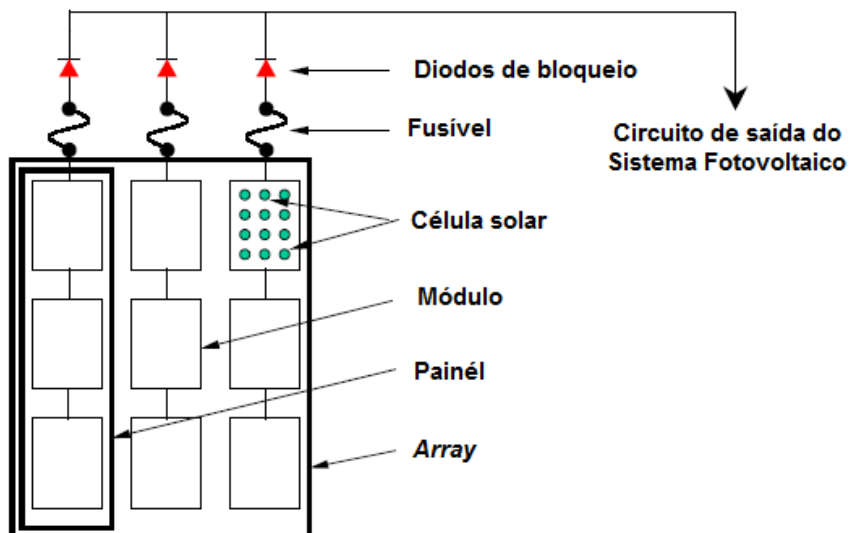 Diodos de bloqueio
Fusível
Circuito de saída do
Sistema Fotovoltaico
Célula solar
Módulo
Painél
Array